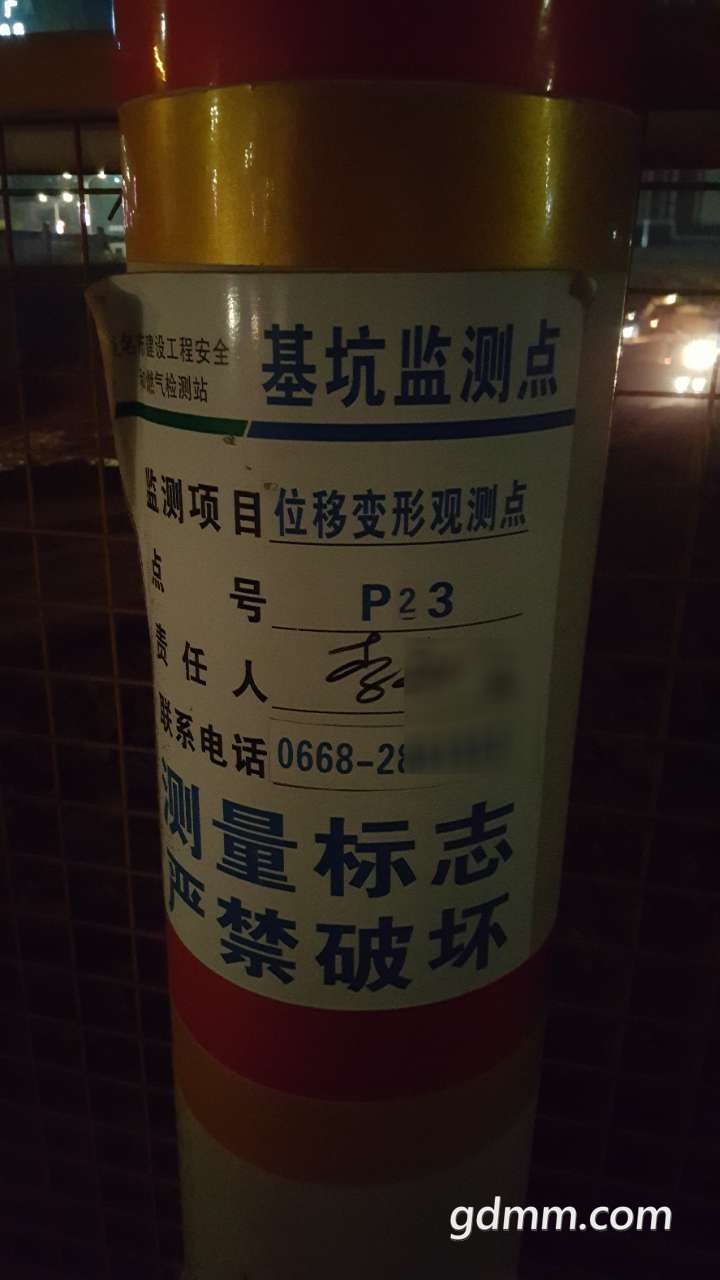 建设工程安全
燃气检测站
基坑监测点
监测项目 位移变形观测点
点 号 P23
责任人
联系电话 0668-28
测量标志
严禁破坏
gdmm.com